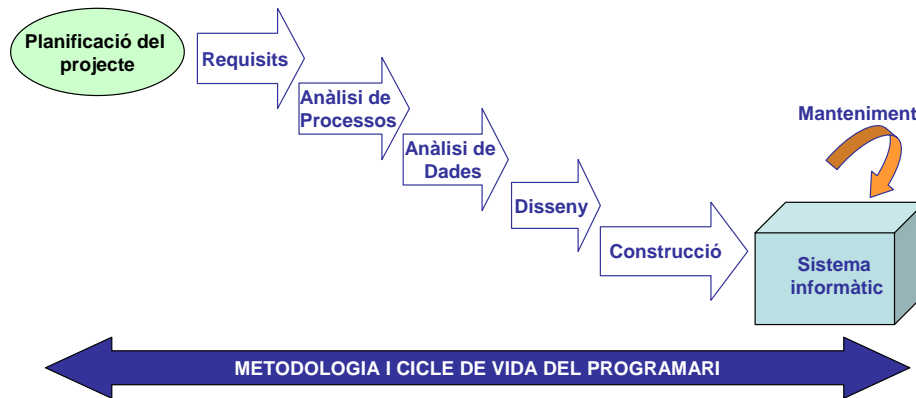 Planificació del
projecte
Requisits
Anàlisi de
Processos
Anàlisi de
Dades
Disseny
Construcció
Manteniment
Sistema
informàtic
METODOLOGIA I CICLE DE VIDA DEL PROGRAMARI